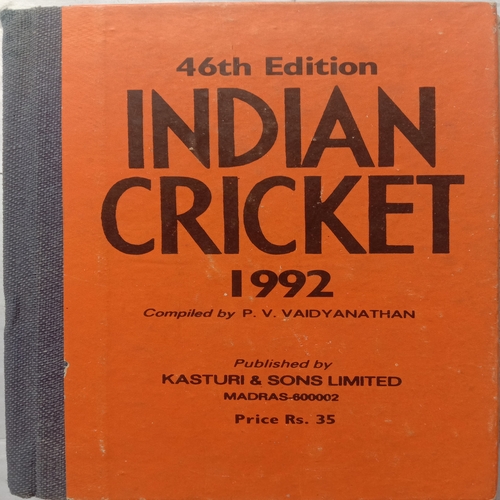 46th Edition
INDIAN
CRICKET
1992
Compiled by P. V. VAIDYANATHAN
Published by
KASTURI & SONS LIMITED
MADRAS-600002
Price Rs. 35